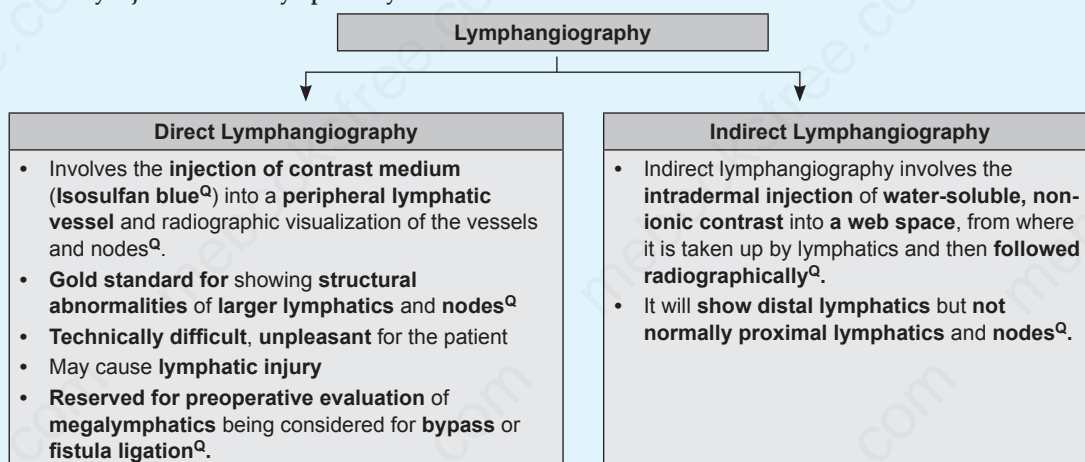 Lymphangiography
Direct Lymphangiography
• Involves the injection of contrast medium
(Isosulfan blueQ) into a peripheral lymphatic
vessel and radiographic visualization of the vessels
and nodesQ.
• Gold standard for showing structural
abnormalities of larger lymphatics and nodesQ
• Technically difficult, unpleasant for the patient
• May cause lymphatic injury
• Reserved for preoperative evaluation of
megalymphatics being considered for bypass or
fistula ligationQ.
Indirect Lymphangiography
• Indirect lymphangiography involves the
intradermal injection of water-soluble, non-
ionic contrast into a web space, from where
it is taken up by lymphatics and then followed
radiographicallyQ.
• It will show distal lymphatics but not
normally proximal lymphatics and nodesQ.